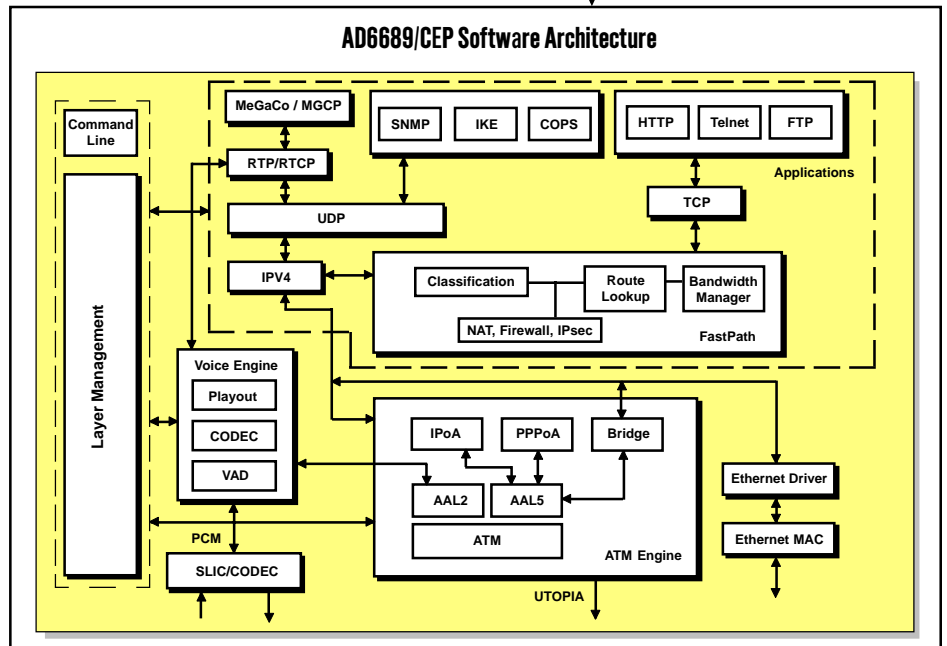 AD6689/CEP Software Architecture
Command
Line
Layer Management
MeGaCo / MGCP
RTP/RTCP
UDP
IPV4
SNMP
IKE
COPS
HTTP
Telnet
FTP
Applications
TCP
Classification
Route
Lookup
Bandwidth
Manager
NAT, Firewall, IPsec
FastPath
Voice Engine
Playout
CODEC
VAD
PCM
SLIC/CODEC
IPoA
PPPoA
Bridge
AAL2
AAL5
ATM
ATM Engine
UTOPIA
Ethernet Driver
Ethernet MAC